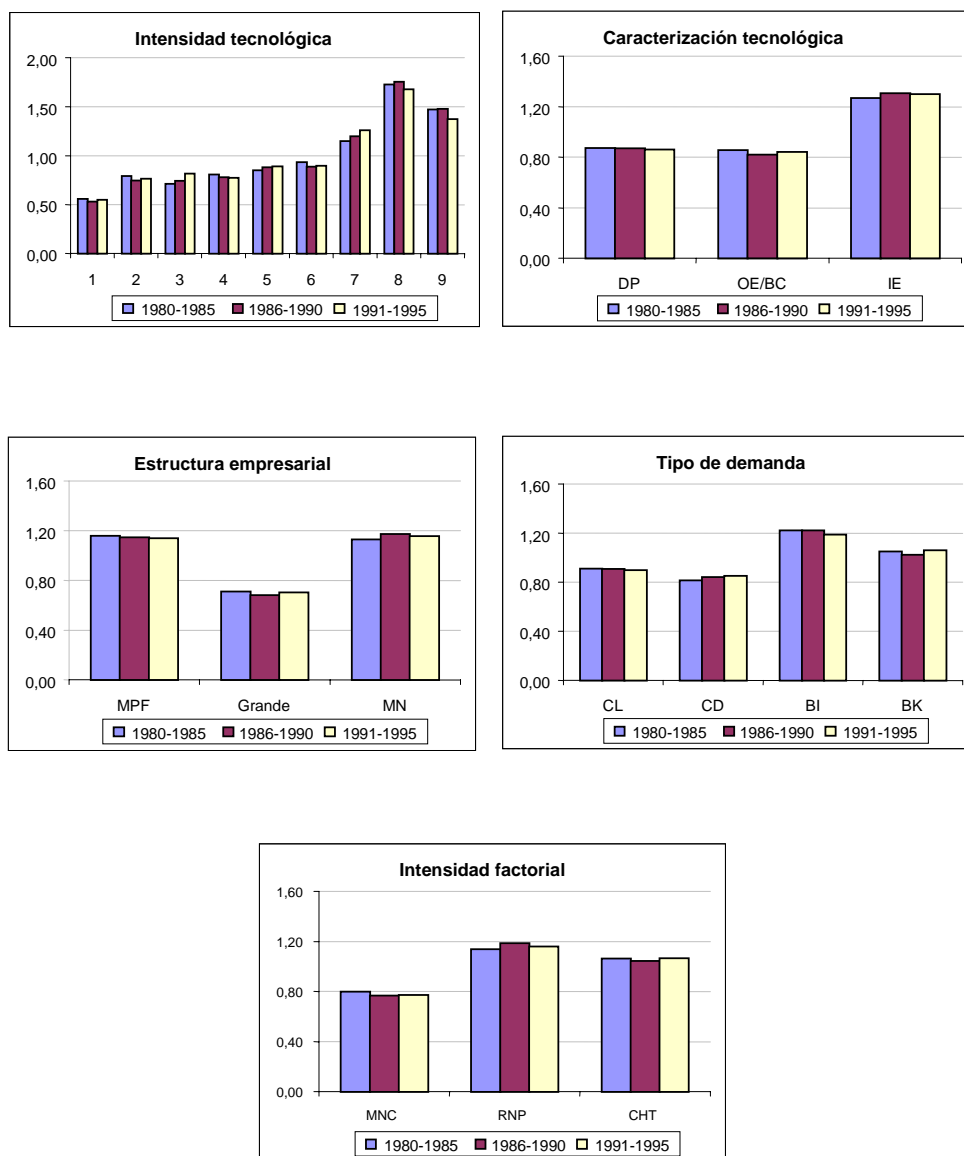 Intensidad tecnológica
2,00
1,50
1,00
0,50
0,00
1 2 3 4 5 6 7 8 9
1980-1985 1986-1990 1991-1995
Caracterización tecnológica
1,60
1,20
0,80
0,40
0,00
DP OE/BC IE
1980-1985 1986-1990 1991-1995
Estructura empresarial
1,60
1,20
0,80
0,40
0,00
MPF Grande MN
1980-1985 1986-1990 1991-1995
Tipo de demanda
1,60
1,20
0,80
0,40
0,00
CL CD BI BK
1980-1985 1986-1990 1991-1995
Intensidad factorial
1,60
1,20
0,80
0,40
0,00
MNC RNP CHT
1980-1985 1986-1990 1991-1995